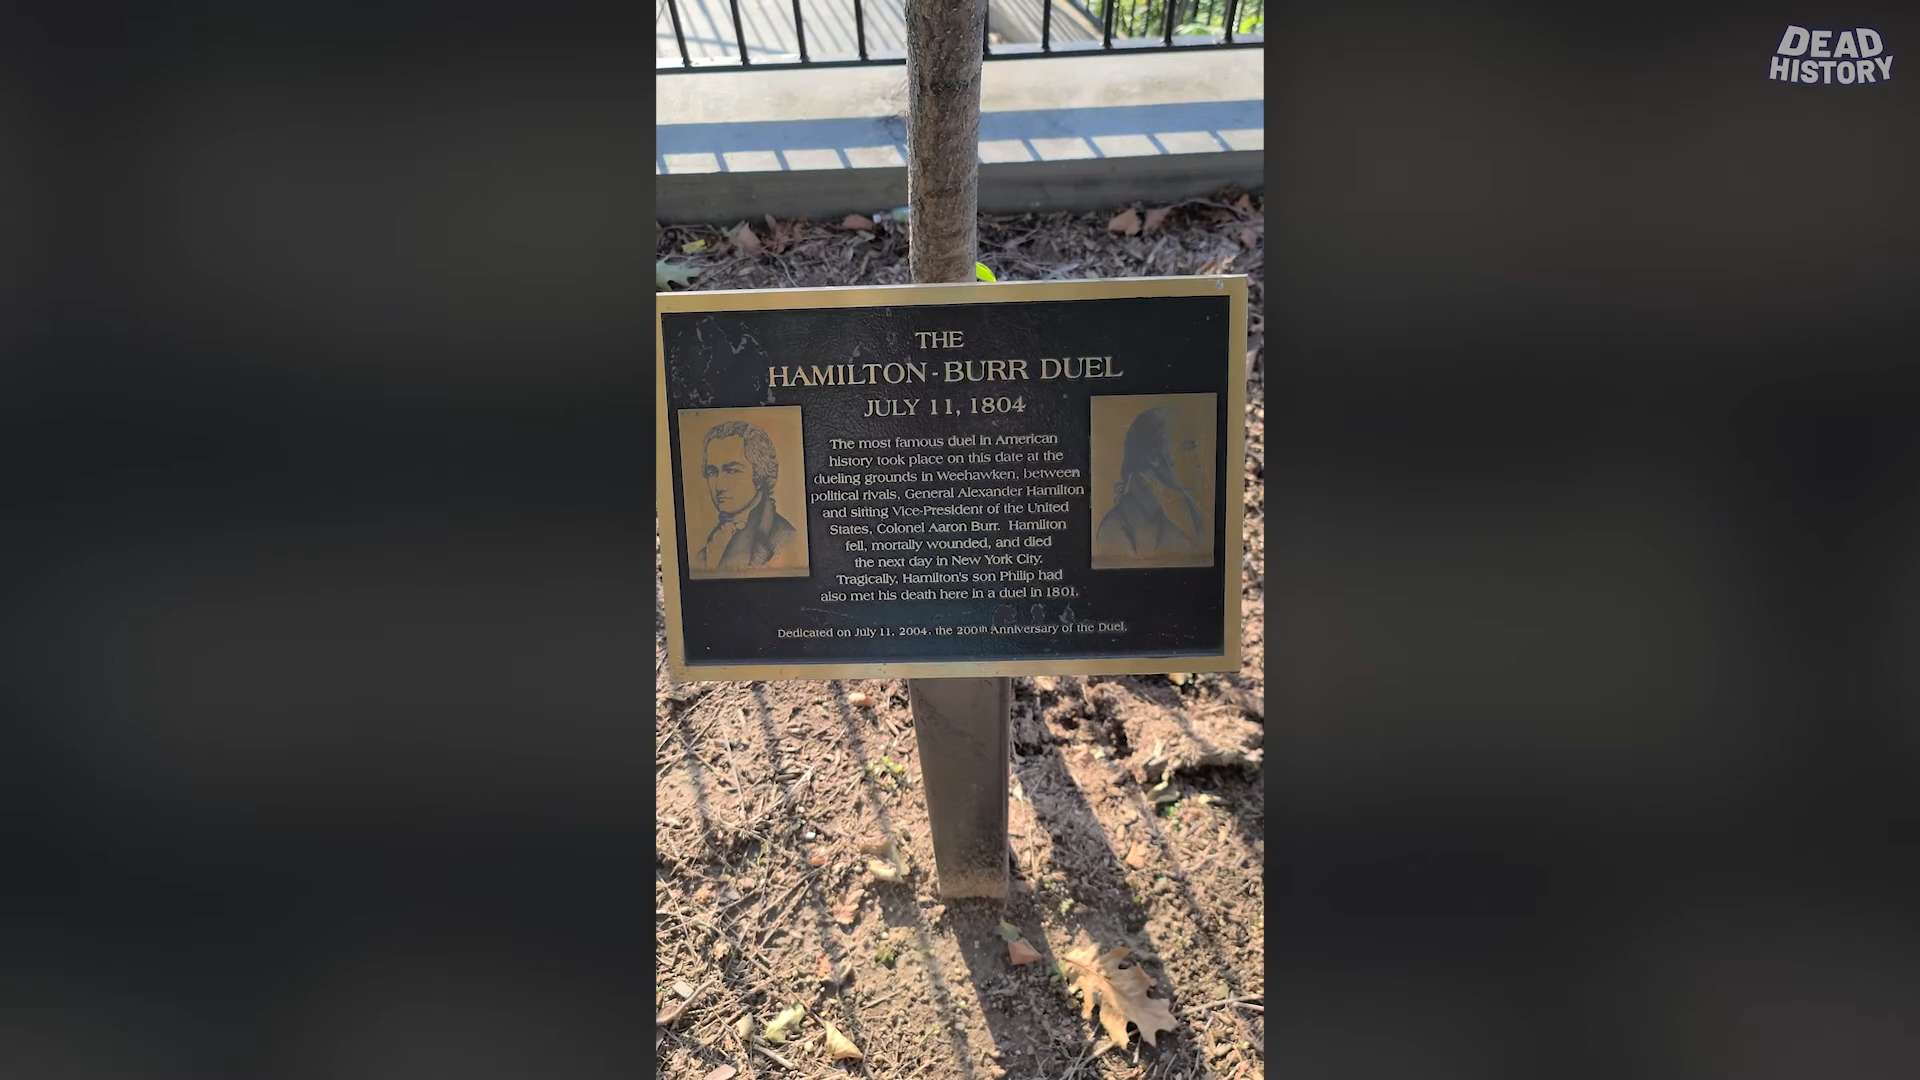 DEAD
HISTORY
THE
HAMILTON-BURR DUEL
JULY 11, 1804
The most famous duel in American
history took place on this date at the
dueling grounds in Weehawken, between
political rivals, General Alexander Hamilton
and sitting Vice-President of the United
States, Colonel Aaron Burr. Hamilton
fell, mortally wounded, and died
the next day in New York City.
Tragically, Hamilton's son Philip had
also met his death here in a duel in 1801.
Dedicated on July 11, 2004, the 200th Anniversary of the Duel.